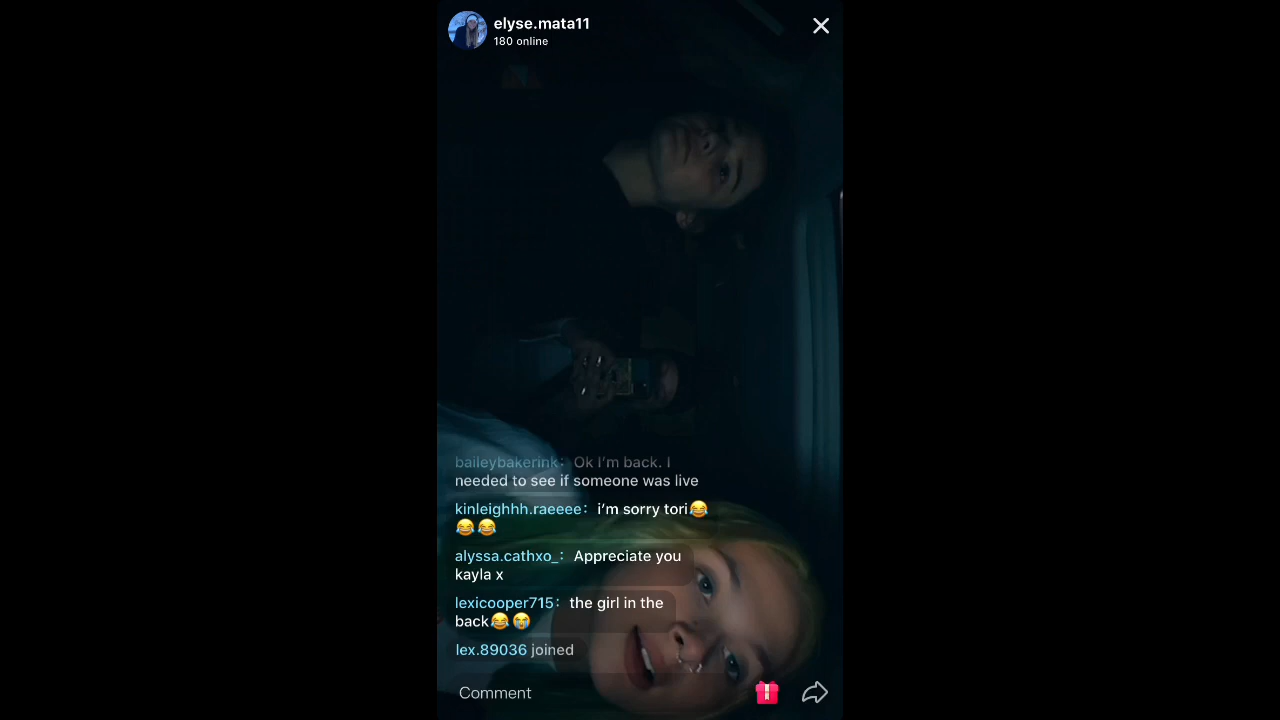 elyse.mata11
180 online
baileybakerink: Ok I'm back. I
needed to see if someone was live
kinleighhh.raeeee: i'm sorry tori😂
😂😂
alyssa.cathxo_: Appreciate you
kayla x
lexicooper715: the girl in the
back😂😭
lex.89036 joined
Comment